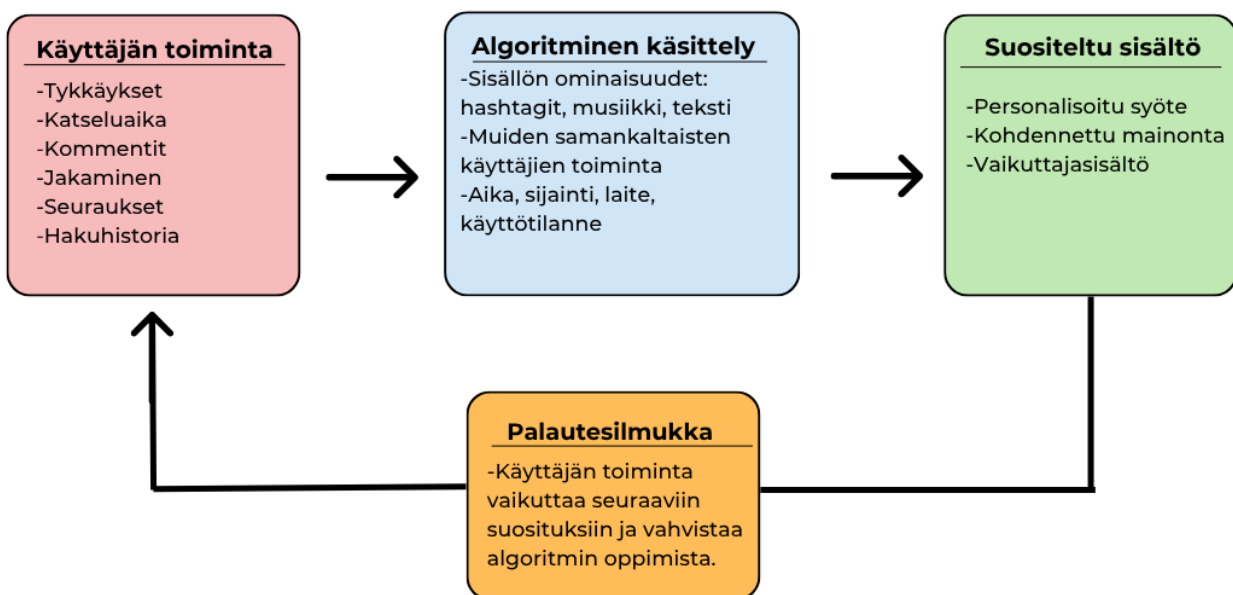 Käyttäjän toiminta
-Tykkäykset
-Katseluaika
-Kommentit
-Jakaminen
-Seuraukset
-Hakuhistoria
Algoritminen käsittely
-Sisällön ominaisuudet:
hashtagit, musiikki, teksti
-Muiden samankaltaisten
käyttäjien toiminta
-Aika, sijainti, laite,
käyttötilanne
Suositeltu sisältö
-Personalisoitu syöte
-Kohdennettu mainonta
-Vaikuttajasisältö
Palautesilmukka
-Käyttäjän toiminta
vaikuttaa seuraaviin
suosituksiin ja vahvistaa
algoritmin oppimista.